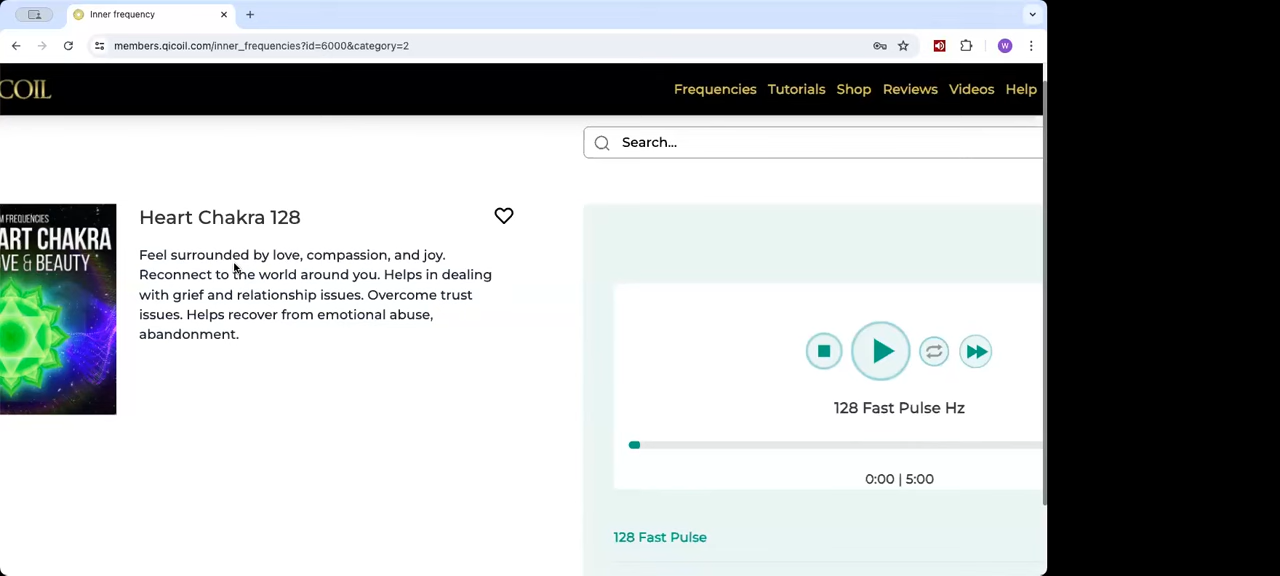 Inner frequency
members.qicoil.com/inner_frequencies?id=6000&category=2
W
COIL
Frequencies Tutorials Shop Reviews Videos Help
Search...
M FREQUENCIES
ART CHAKRA
VE & BEAUTY
Heart Chakra 128
Feel surrounded by love, compassion, and joy.
Reconnect to the world around you. Helps in dealing
with grief and relationship issues. Overcome trust
issues. Helps recover from emotional abuse,
abandonment.
128 Fast Pulse Hz
0:00 | 5:00
128 Fast Pulse